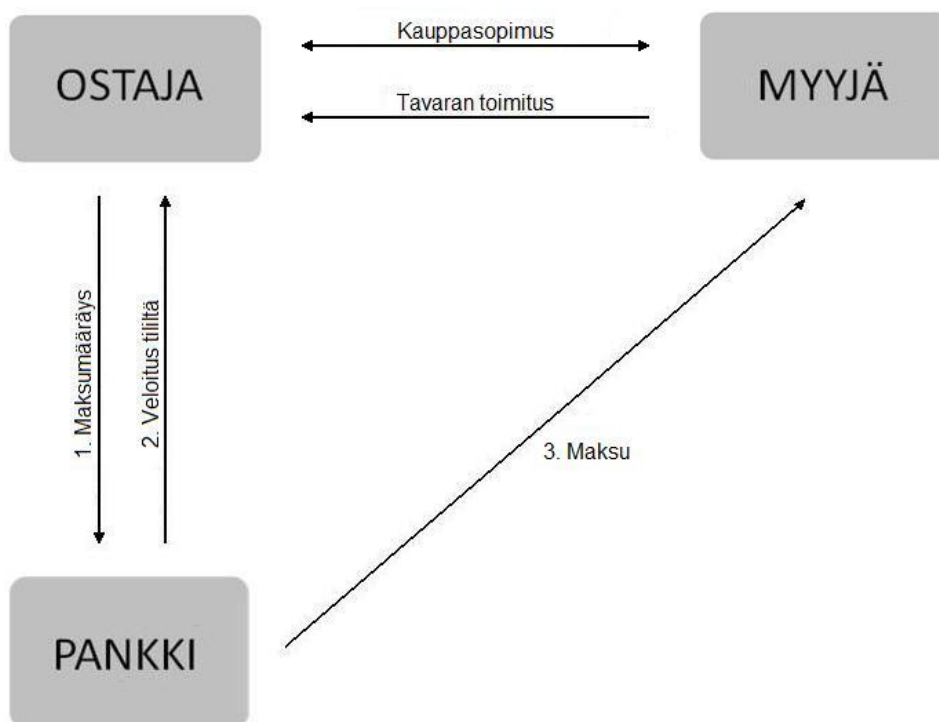 Kauppasopimus
OSTAJA
MYYJÄ
Tavaran toimitus
1. Maksumääräys
2. Veloitus tililtä
3. Maksu
PANKKI